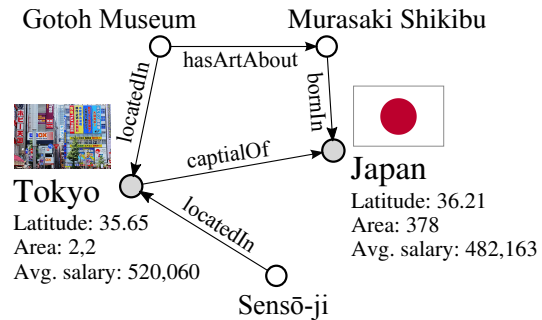 Gotoh Museum
Murasaki Shikibu
hasArtAbout
locatedIn
bornIn
captialOf
Tokyo
Latitude: 35.65
Area: 2,2
Avg. salary: 520,060
Japan
Latitude: 36.21
Area: 378
Avg. salary: 482,163
locatedIn
Sensō-ji